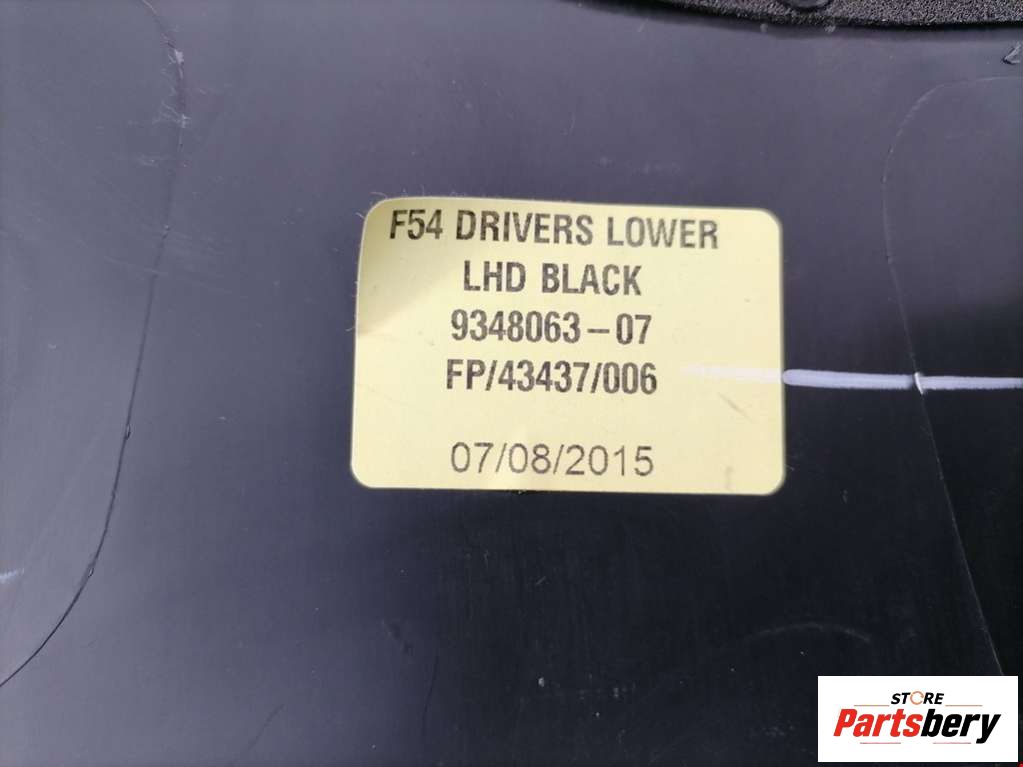 F54 DRIVERS LOWER
LHD BLACK
9348063-07
FP/43437/006
07/08/2015
STORE
Partsbery